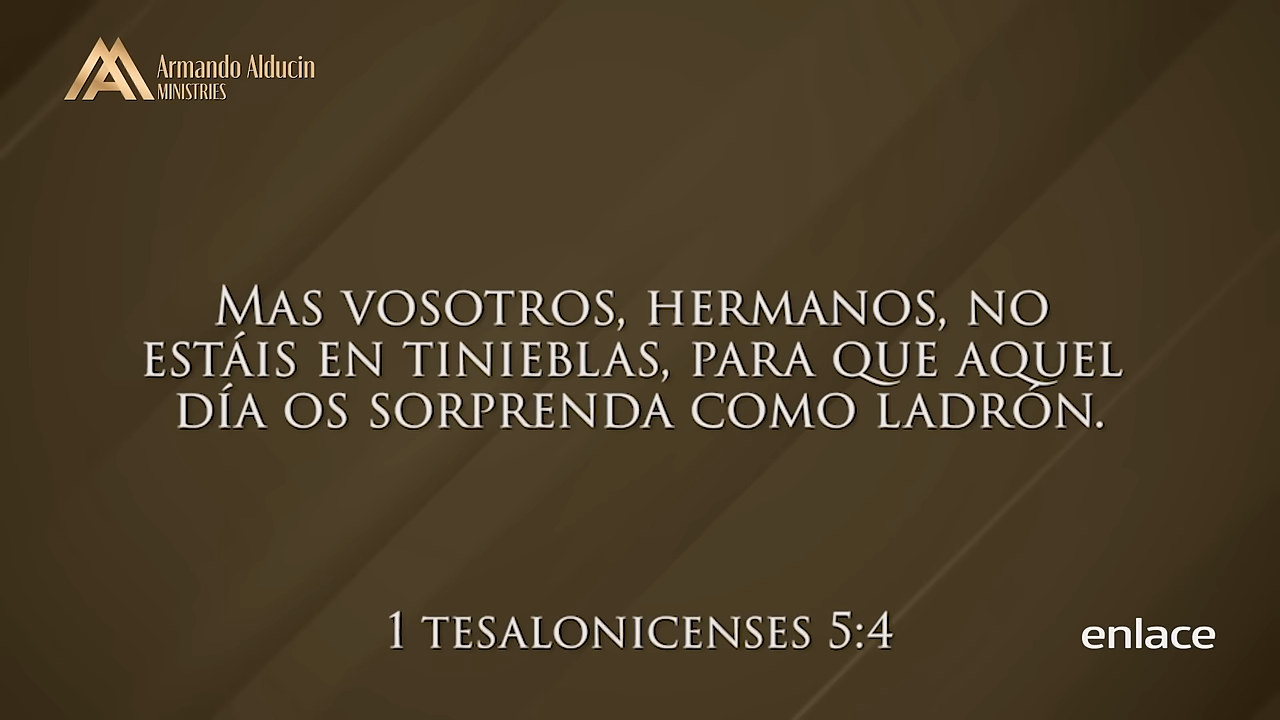 Armando Alducin
MINISTRIES
Mas vosotros, hermanos, no
estáis en tinieblas, para que aquel
día os sorprenda como ladrón.
1 Tesalonicenses 5:4
enlace